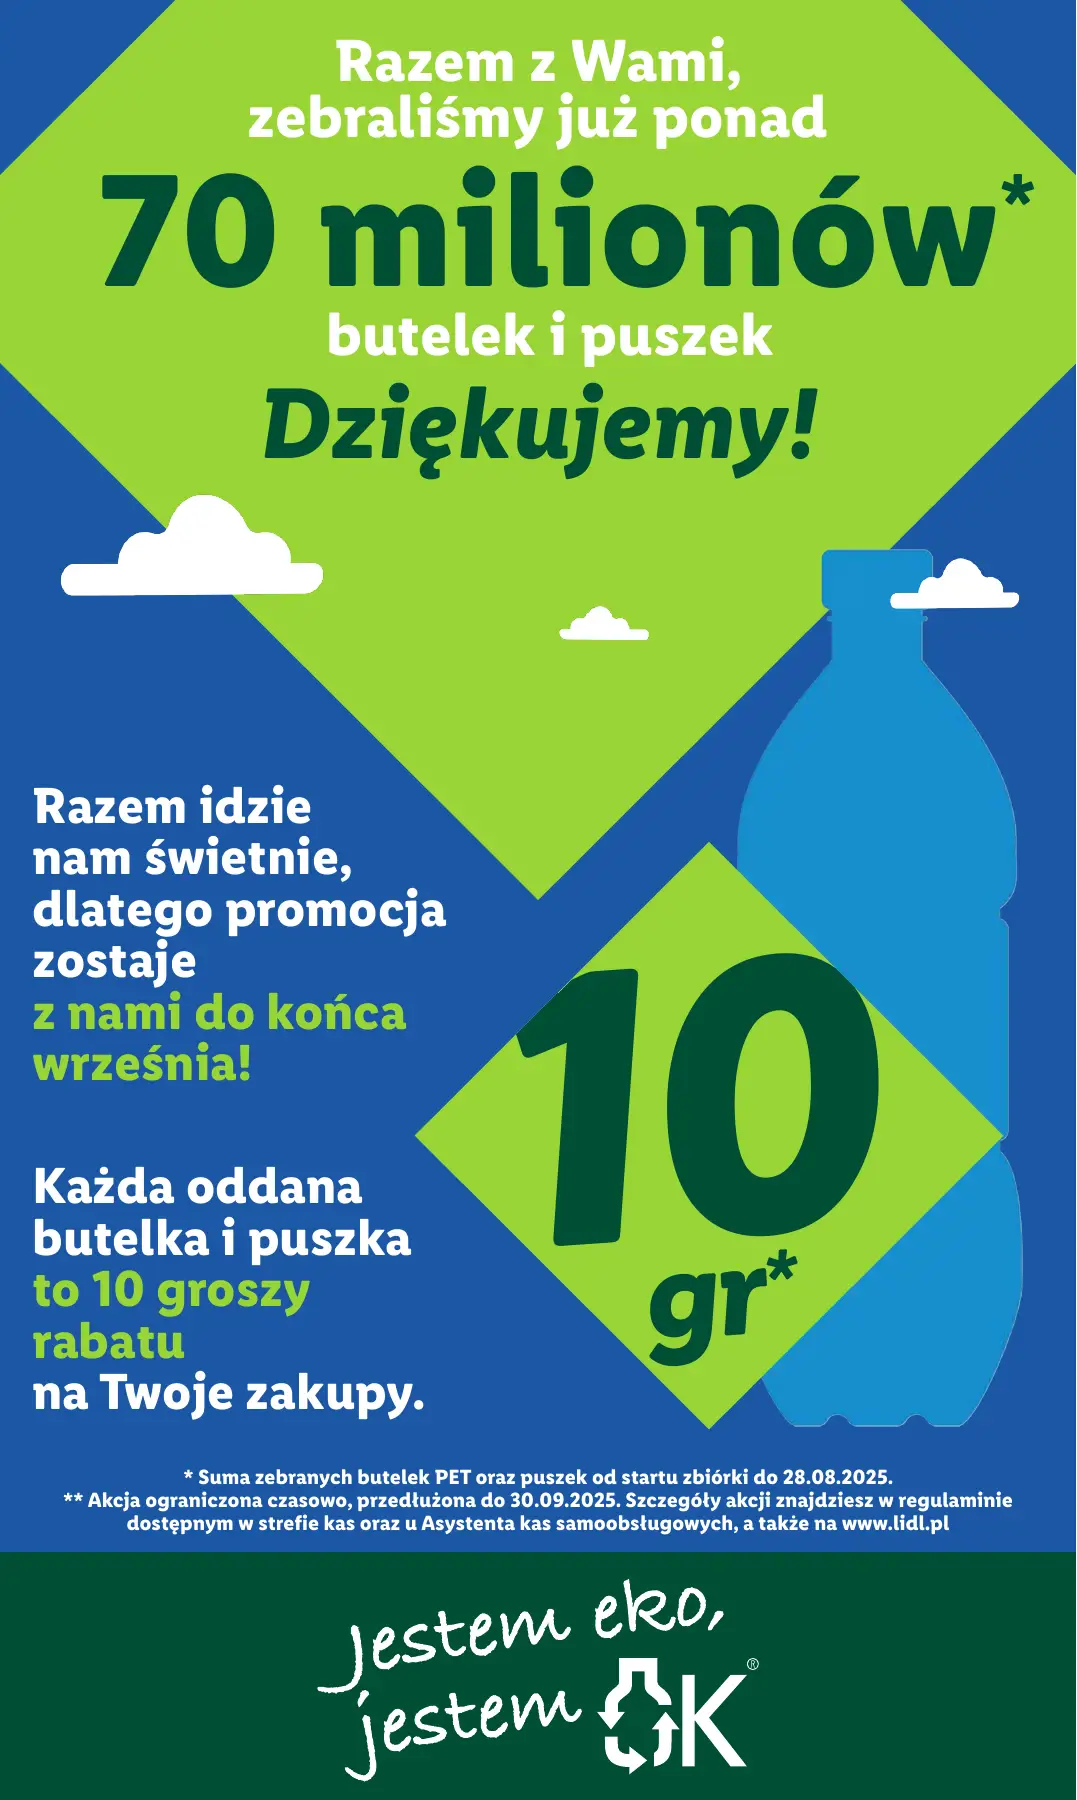 Razem z Wami,
zebraliśmy już ponad
70 milionów*
butelek i puszek
Dziękujemy!
Razem idzie
nam świetnie,
dlatego promocja
zostaje
z nami do końca
września!
Każda oddana
butelka i puszka
to 10 groszy
rabatu
na Twoje zakupy.
10
gr*
* Suma zebranych butelek PET oraz puszek od startu zbiórki do 28.08.2025.
** Akcja ograniczona czasowo, przedłużona do 30.09.2025. Szczegóły akcji znajdziesz w regulaminie
dostępnym w strefie kas oraz u Asystenta kas samoobsługowych, a także na www.lidl.pl
jestem eko,
jestem OK®